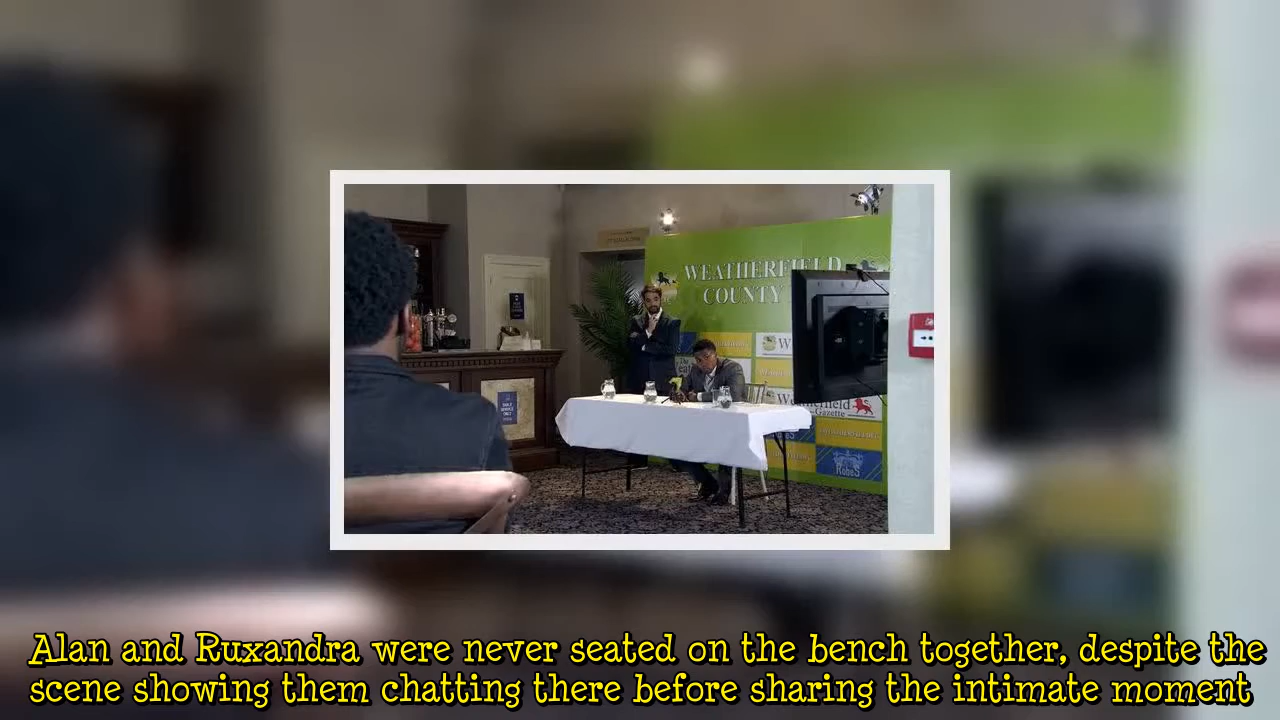 WEATHERFIELD
COUNTY
Weatherfield
Gazette
RobeS
Alan and Ruxandra were never seated on the bench together, despite the
scene showing them chatting there before sharing the intimate moment